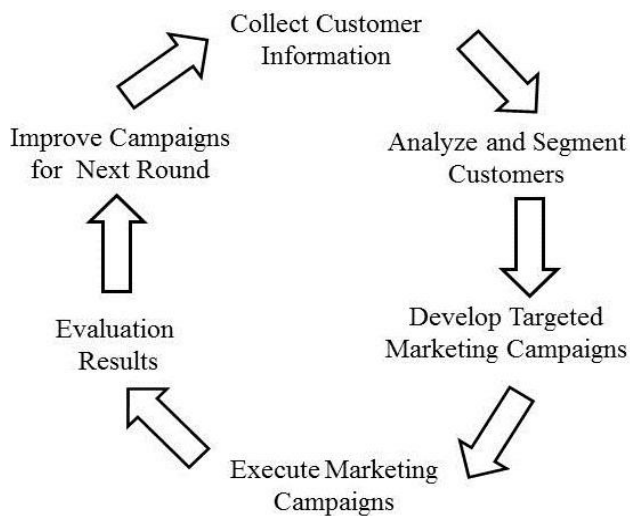 Collect Customer
Information
Analyze and Segment
Customers
Develop Targeted
Marketing Campaigns
Execute Marketing
Campaigns
Evaluation
Results
Improve Campaigns
for Next Round